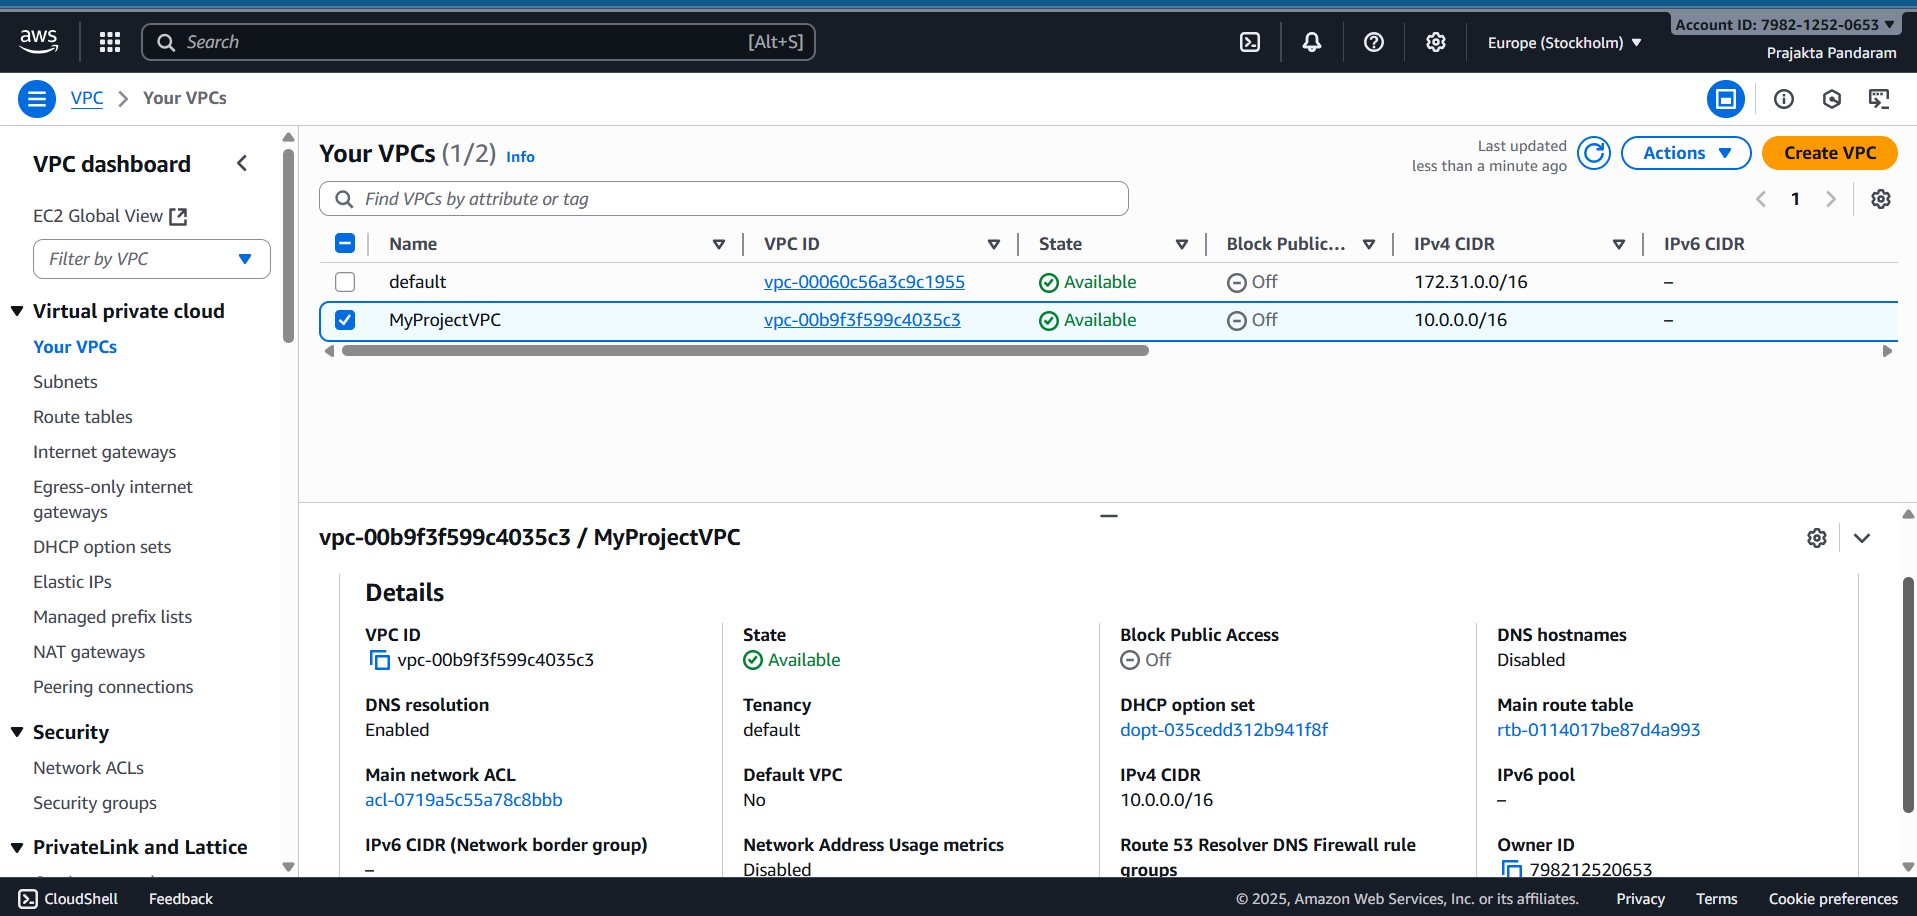 aws
Search [Alt+S]
Europe (Stockholm)
Account ID: 7982-1252-0653
Prajakta Pandaram
VPC
Your VPCs
VPC dashboard
EC2 Global View
Filter by VPC
Virtual private cloud
Your VPCs
Subnets
Route tables
Internet gateways
Egress-only internet
gateways
DHCP option sets
Elastic IPs
Managed prefix lists
NAT gateways
Peering connections
Security
Network ACLs
Security groups
PrivateLink and Lattice
Your VPCs (1/2) Info
Last updated
less than a minute ago
Actions
Create VPC
Find VPCs by attribute or tag
1
Name VPC ID State Block Public... IPv4 CIDR IPv6 CIDR
default vpc-00060c56a3c9c1955 Available Off 172.31.0.0/16 –
MyProjectVPC vpc-00b9f3f599c4035c3 Available Off 10.0.0.0/16 –
vpc-00b9f3f599c4035c3 / MyProjectVPC
Details
VPC ID
vpc-00b9f3f599c4035c3
State
Available
Block Public Access
Off
DNS hostnames
Disabled
DNS resolution
Enabled
Tenancy
default
DHCP option set
dopt-035cedd312b941f8f
Main route table
rtb-0114017be87d4a993
Main network ACL
acl-0719a5c55a78c8bbb
Default VPC
No
IPv4 CIDR
10.0.0.0/16
IPv6 pool
–
IPv6 CIDR (Network border group)
–
Network Address Usage metrics
Disabled
Route 53 Resolver DNS Firewall rule
groups
Owner ID
798212520653
CloudShell
Feedback
© 2025, Amazon Web Services, Inc. or its affiliates.
Privacy
Terms
Cookie preferences